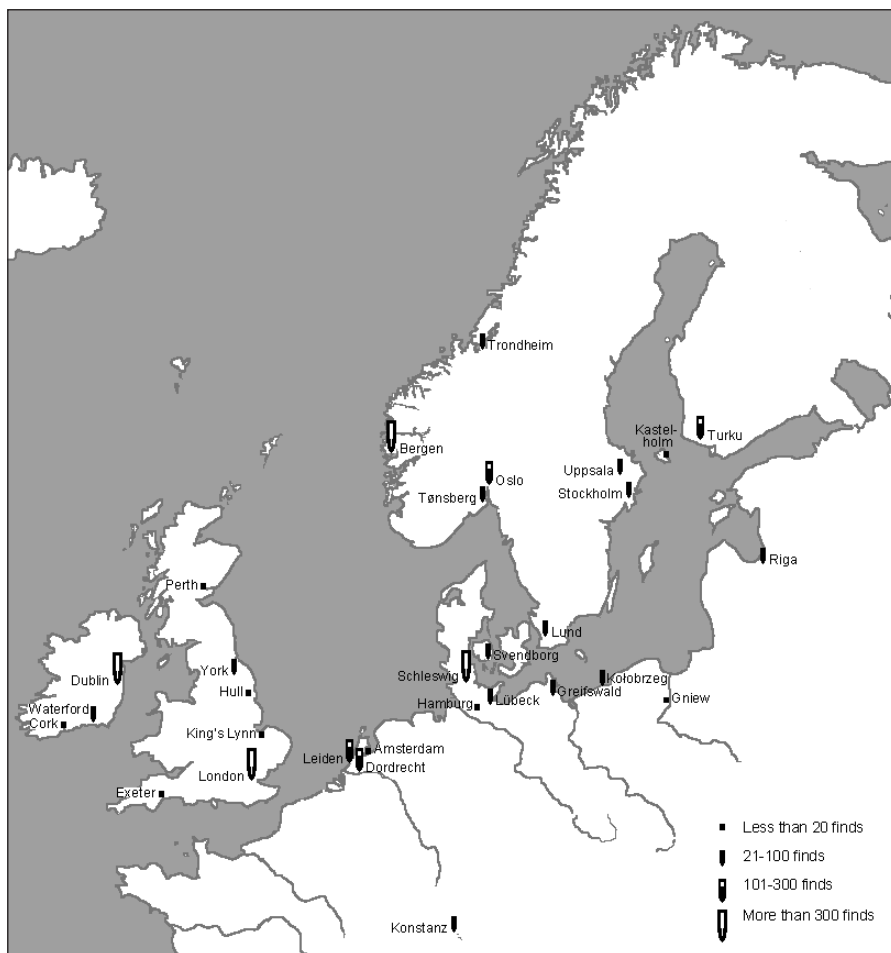 Trondheim
Bergen
Kastel-
holm
Turku
Oslo
Uppsala
Tønsberg
Stockholm
Riga
Perth
Lund
Svendborg
York
Dublin
Schleswig
Hull
Kołobrzeg
Greifswald
Gniew
Hamburg
Lübeck
Waterford
Cork
King's Lynn
Amsterdam
Leiden
Dordrecht
London
Exeter
Konstanz
Less than 20 finds
21-100 finds
101-300 finds
More than 300 finds